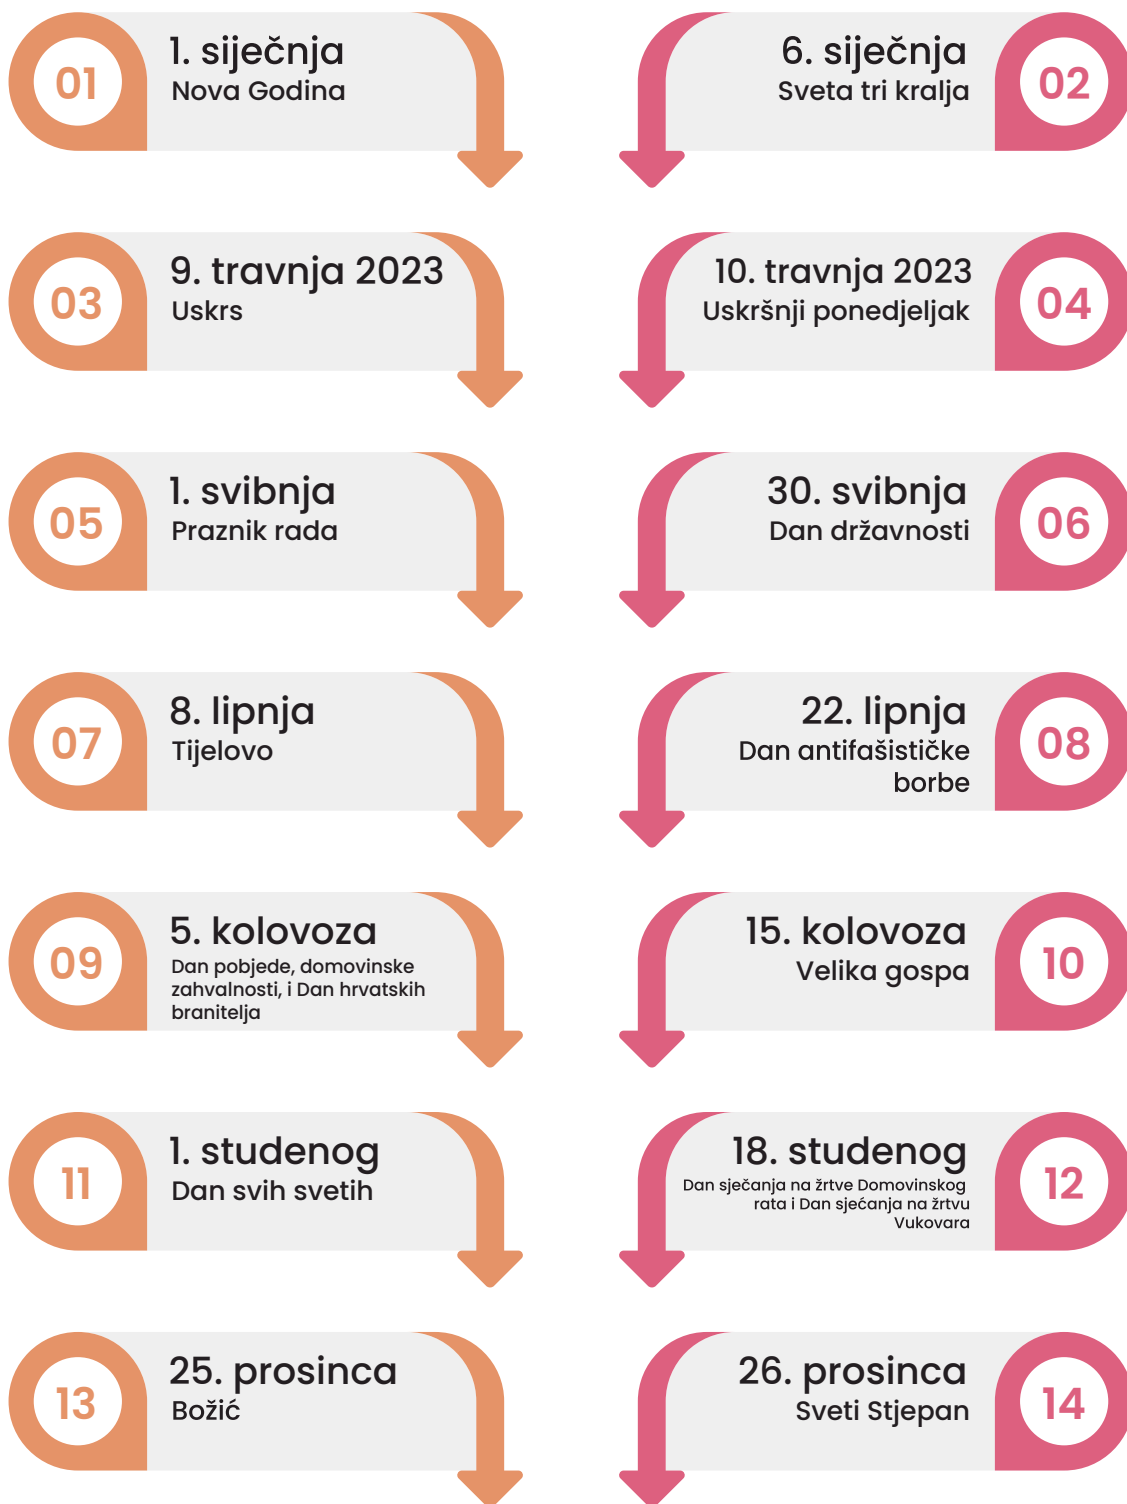 01
1. siječnja
Nova Godina
6. siječnja
Sveta tri kralja
02
03
9. travnja 2023
Uskrs
10. travnja 2023
Uskršnji ponedjeljak
04
05
1. svibnja
Praznik rada
30. svibnja
Dan državnosti
06
07
8. lipnja
Tijelovo
22. lipnja
Dan antifašističke
borbe
08
09
5. kolovoza
Dan pobjede, domovinske
zahvalnosti, i Dan hrvatskih
branitelja
15. kolovoza
Velika gospa
10
11
1. studenog
Dan svih svetih
18. studenog
Dan sječanja na žrtve Domovinskog
rata i Dan sjećanja na žrtvu
Vukovara
12
13
25. prosinca
Božić
26. prosinca
Sveti Stjepan
14